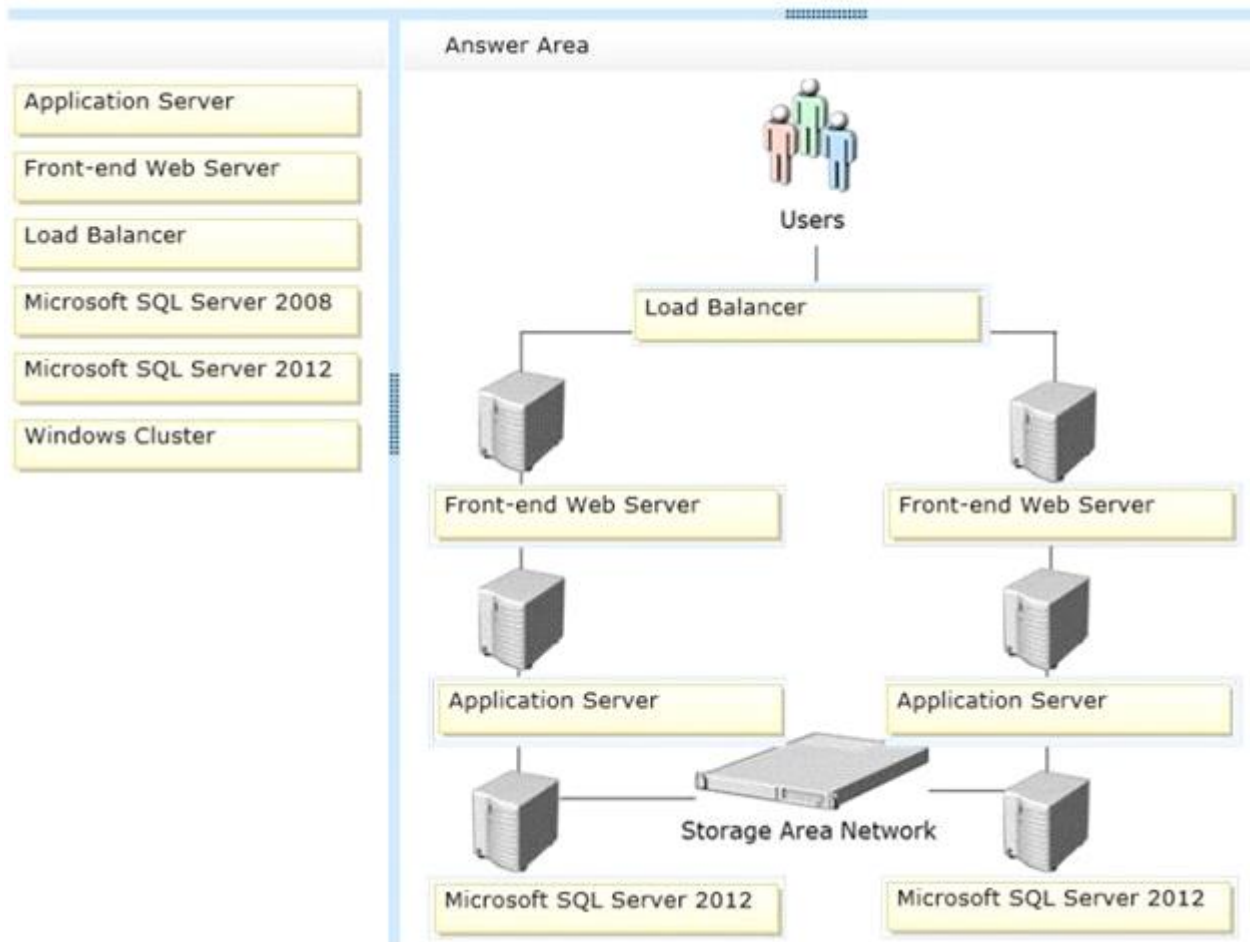 Answer Area
Application Server
Front-end Web Server
Load Balancer
Microsoft SQL Server 2008
Microsoft SQL Server 2012
Windows Cluster
Users
Load Balancer
Front-end Web Server
Front-end Web Server
Application Server
Application Server
Storage Area Network
Microsoft SQL Server 2012
Microsoft SQL Server 2012